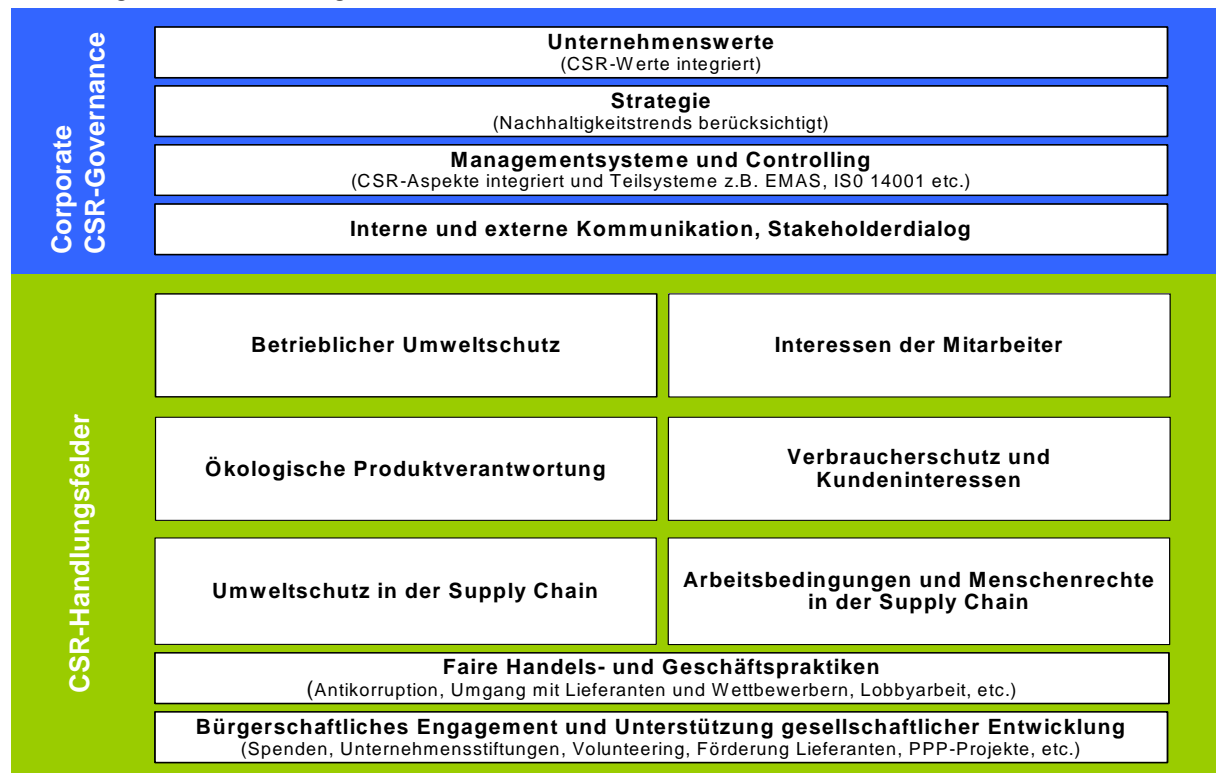 Corporate
CSR-Governance
Unternehmenswerte
(CSR-Werte integriert)
Strategie
(Nachhaltigkeitstrends berücksichtigt)
Managementsysteme und Controlling
(CSR-Aspekte integriert und Teilsysteme z.B. EMAS, IS0 14001 etc.)
Interne und externe Kommunikation, Stakeholderdialog
CSR-Handlungsfelder
Betrieblicher Umweltschutz
Interessen der Mitarbeiter
Ökologische Produktverantwortung
Verbraucherschutz und
Kundeninteressen
Umweltschutz in der Supply Chain
Arbeitsbedingungen und Menschenrechte
in der Supply Chain
Faire Handels- und Geschäftspraktiken
(Antikorruption, Umgang mit Lieferanten und Wettbewerbern, Lobbyarbeit, etc.)
Bürgerschaftliches Engagement und Unterstützung gesellschaftlicher Entwicklung
(Spenden, Unternehmensstiftungen, Volunteering, Förderung Lieferanten, PPP-Projekte, etc.)